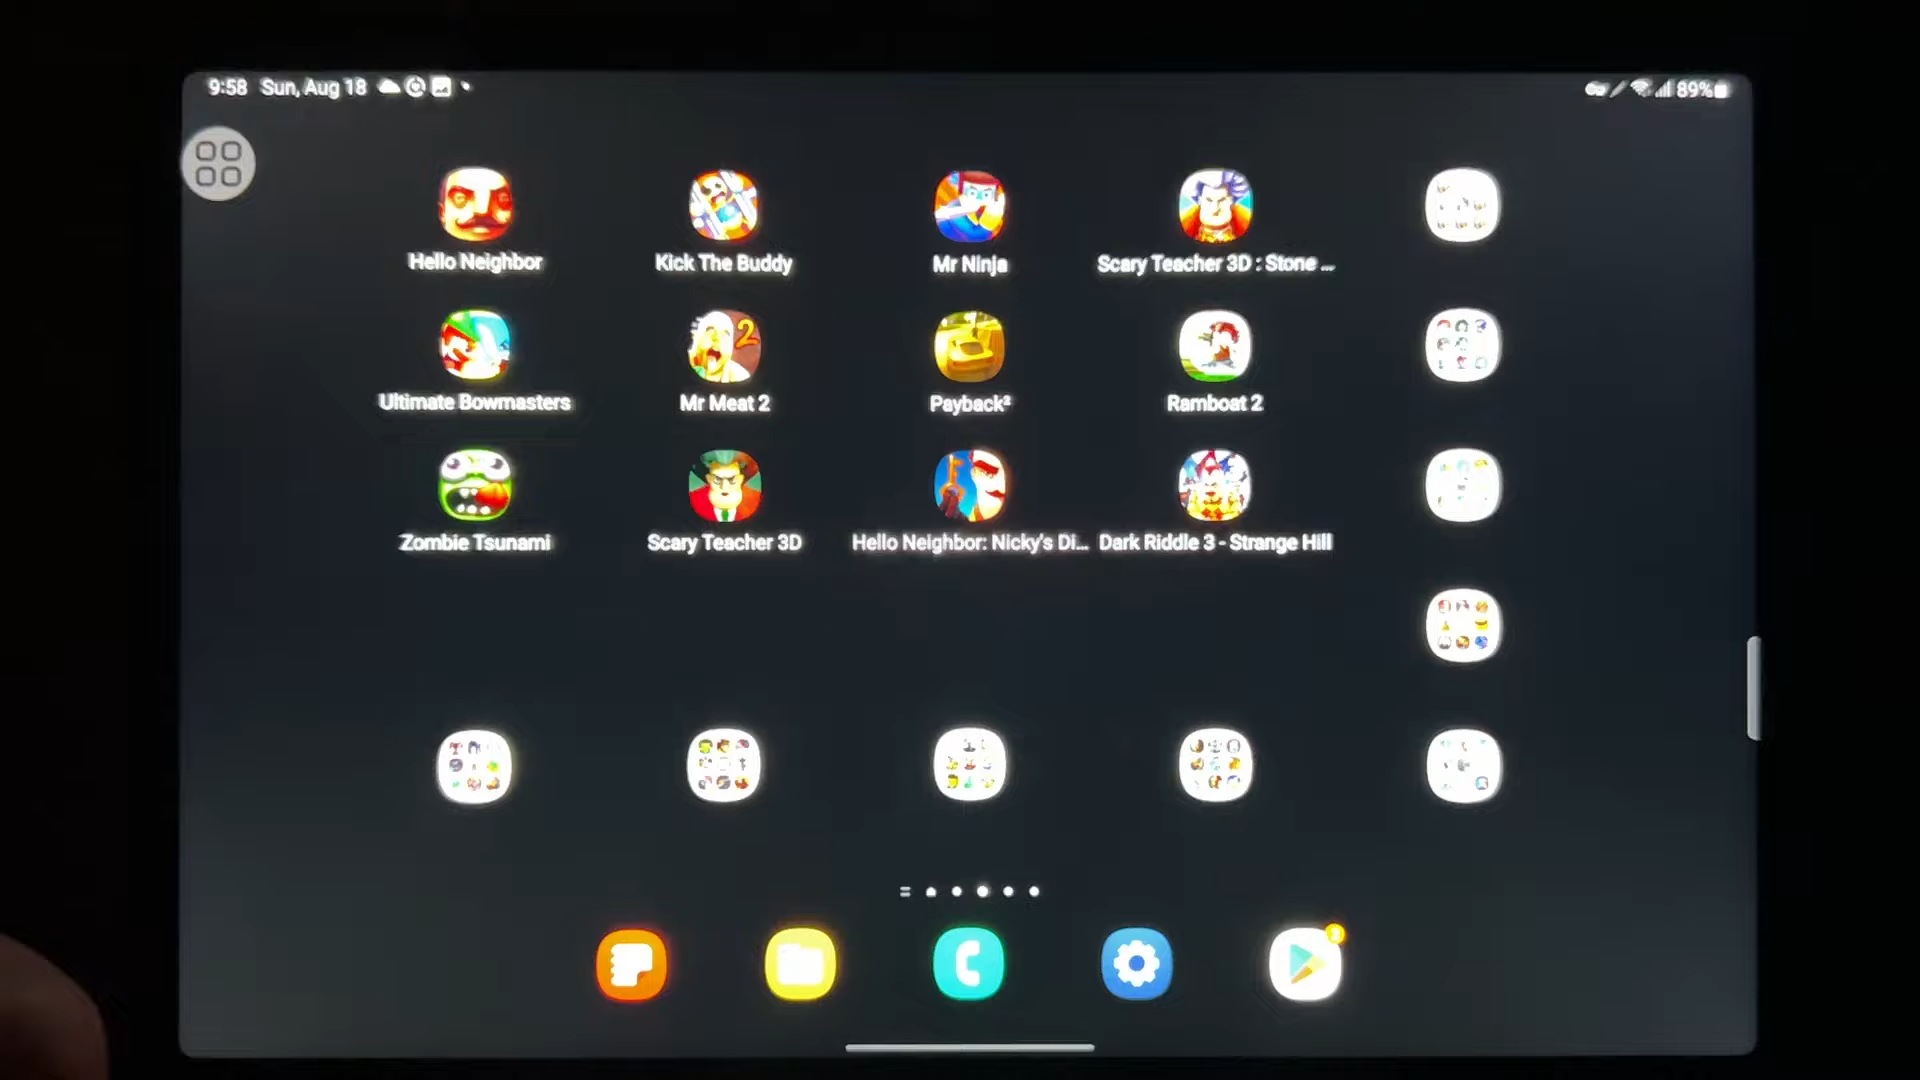 9:58 Sun, Aug 18
89%
Hello Neighbor
Kick The Buddy
Mr Ninja
Scary Teacher 3D : Stone ...
Ultimate Bowmasters
2
Mr Meat 2
Payback²
Ramboat 2
Zombie Tsunami
Scary Teacher 3D
Hello Neighbor: Nicky's Di...
Dark Riddle 3 - Strange Hill